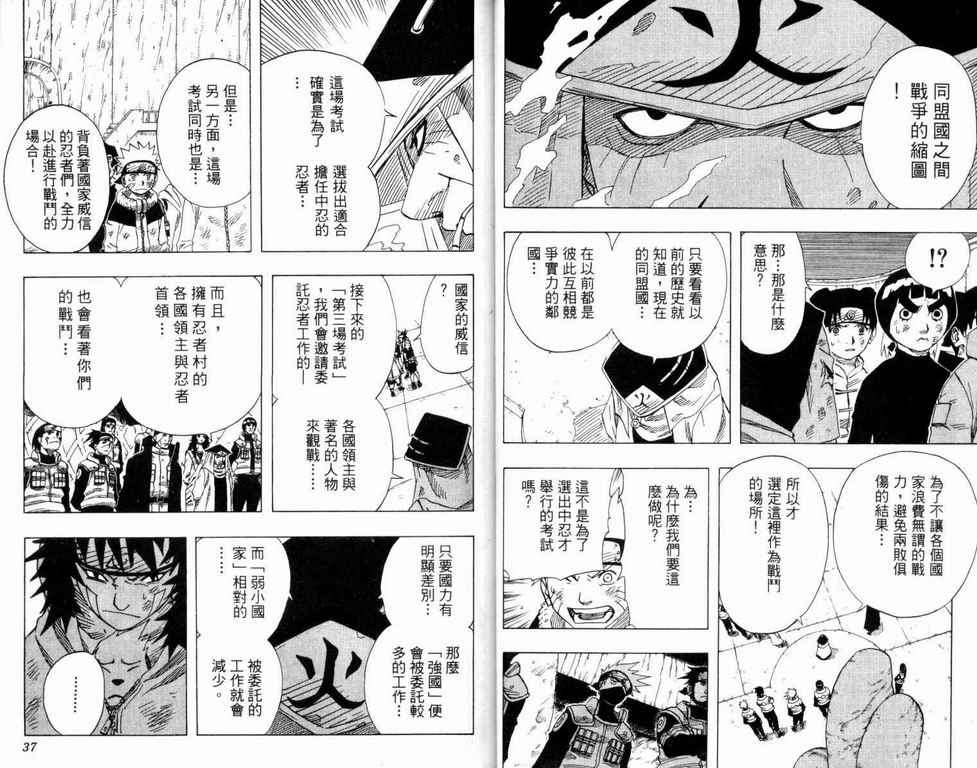 同盟國之間
戰爭的縮圖
！
!?
那…那是什麼
意思？
只要看看以
前的歷史就
知道，現在
的同盟國…
在以前都是
彼此互相競
爭實力的鄰
國…
為了不讓各個國
家浪費無謂的戰
力，避免兩敗俱
傷的結果…
所以才
選定這裡作為戰鬥
的場所！
為…
為什麼我們要這
麼做呢？
這不是為了
選出中忍才
舉行的考試
嗎？
這場考試
確實是為了
…
選拔出適合
擔任中忍的
忍者…
但是…
另一方面，這場
考試同時也是…
背負著國家威信
的忍者們，全力
以赴進行戰鬥的
場合！
國家的威信
？
接下來的
「第三場考試」
，我們會邀請委
託忍者工作的—
各國領主與
著名的人物
來觀戰……
而且，
擁有忍者村的
各國領主與忍者
首領…
也會看著你們
的戰鬥…
只要國力有
明顯差別…
那麼
「強國」便
會被委託較
多的工作…
火
而「弱小國
家」相對的
被委託的
工作就會
減少。
………
37